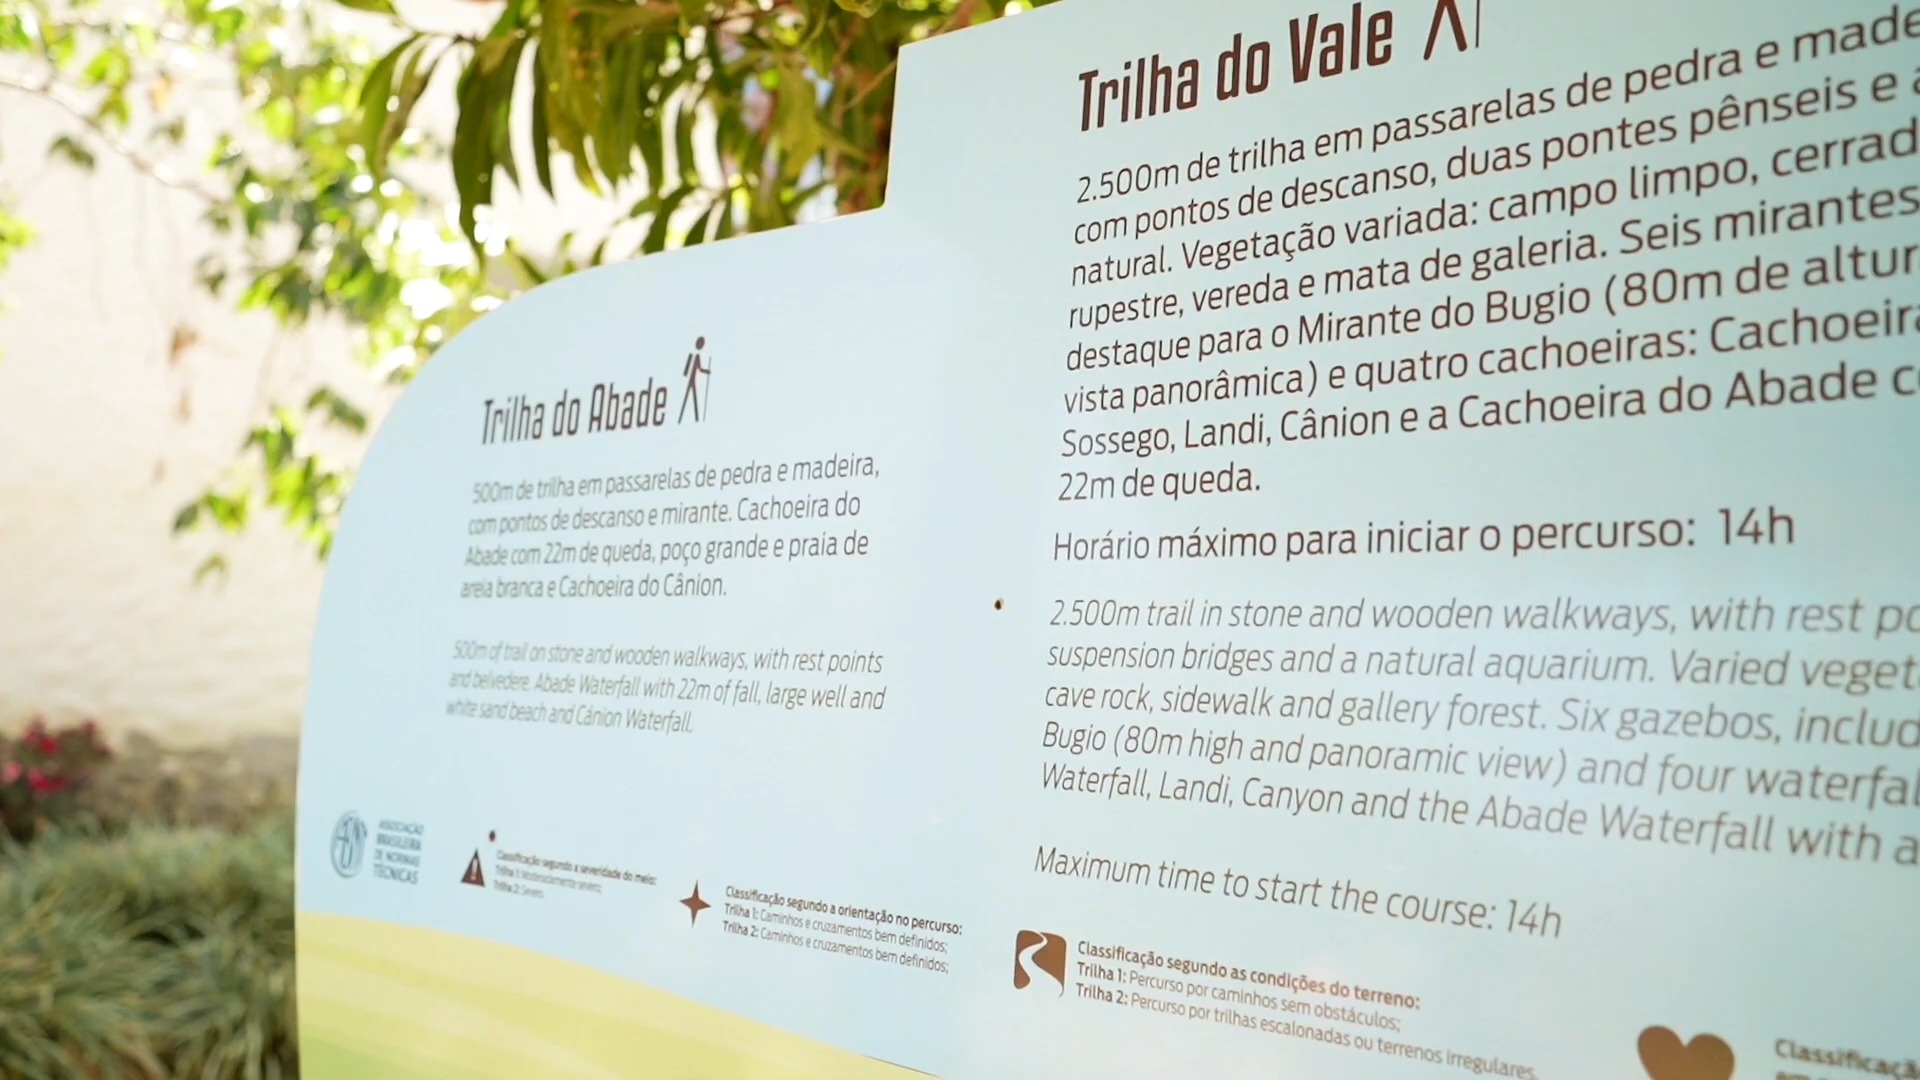 Trilha do Abade
500m de trilha em passarelas de pedra e madeira,
com pontos de descanso e mirante. Cachoeira do
Abade com 22m de queda, poço grande e praia de
areia branca e Cachoeira do Cânion.
500m of trail on stone and wooden walkways, with rest points
and belvedere. Abade Waterfall with 22m of fall, large well and
white sand beach and Cânion Waterfall.
Trilha do Vale
2.500m de trilha em passarelas de pedra e made
com pontos de descanso, duas pontes pênseis e
natural. Vegetação variada: campo limpo, cerrad
rupestre, vereda e mata de galeria. Seis mirantes
destaque para o Mirante do Bugio (80m de altur
vista panorâmica) e quatro cachoeiras: Cachoeir
Sossego, Landi, Cânion e a Cachoeira do Abade c
22m de queda.
Horário máximo para iniciar o percurso: 14h
2.500m trail in stone and wooden walkways, with rest po
suspension bridges and a natural aquarium. Varied veget
cave rock, sidewalk and gallery forest. Six gazebos, includ
Bugio (80m high and panoramic view) and four waterfal
Waterfall, Landi, Canyon and the Abade Waterfall with a
Maximum time to start the course: 14h
ASSOCIAÇÃO
BRASILEIRA
DE NORMAS
TÉCNICAS
Classificação segundo a severidade do meio:
Trilha 1: Moderadamente severo
Trilha 2: Severo
Classificação segundo a orientação no percurso:
Trilha 1: Caminhos e cruzamentos bem definidos;
Trilha 2: Caminhos e cruzamentos bem definidos;
Classificação segundo as condições do terreno:
Trilha 1: Percurso por caminhos sem obstáculos;
Trilha 2: Percurso por trilhas escalonadas ou terrenos irregulares.
Classificaçã